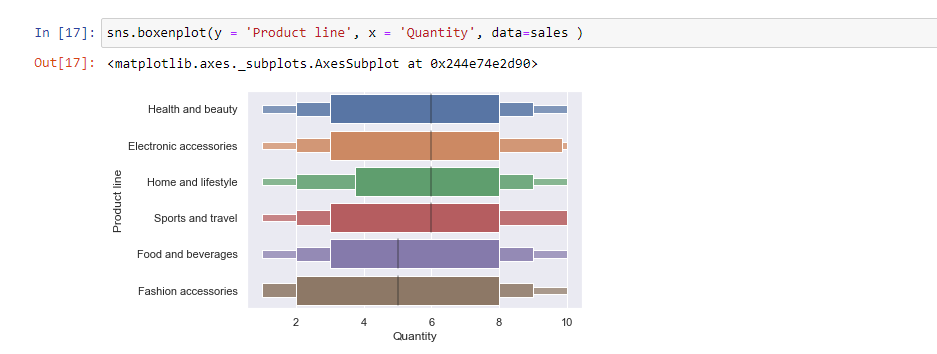 In [17]: sns.boxenplot(y = 'Product line', x = 'Quantity', data=sales )
Out[17]: <matplotlib.axes._subplots.AxesSubplot at 0x244e74e2d90>
Health and beauty
Electronic accessories
Home and lifestyle
Sports and travel
Food and beverages
Fashion accessories
Product line
2 4 6 8 10
Quantity